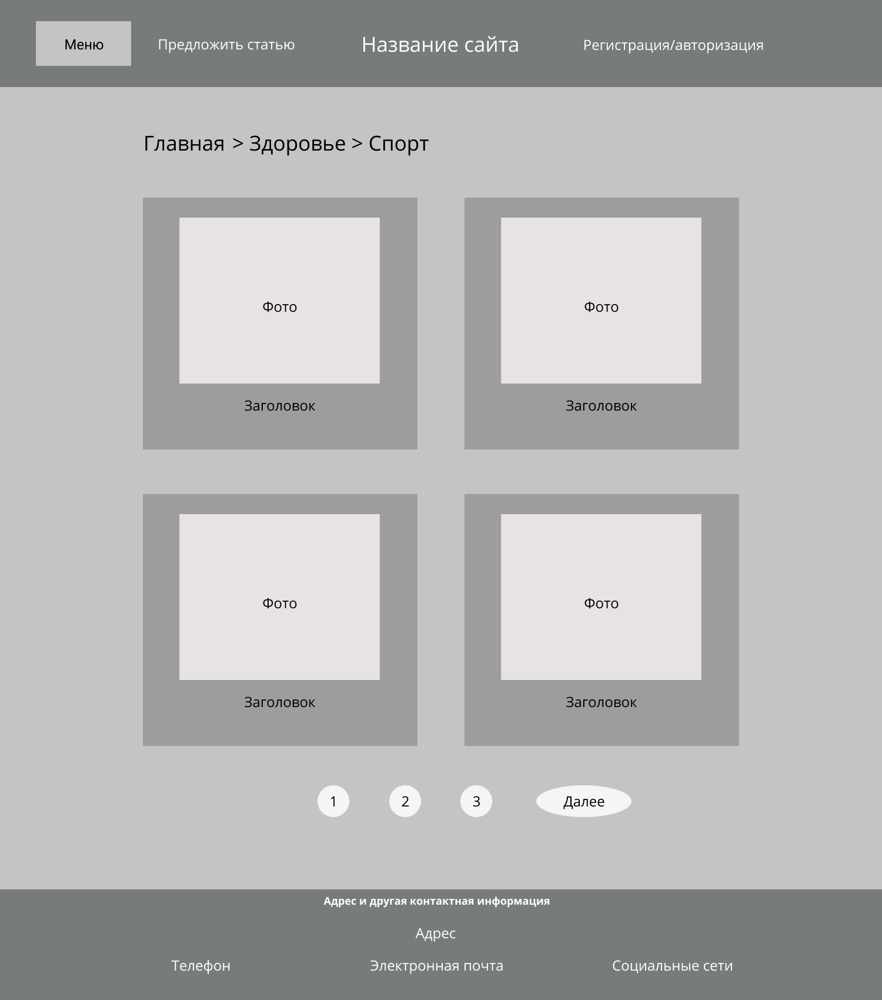 Меню
Предложить статью
Название сайта
Регистрация/авторизация
Главная > Здоровье > Спорт
Фото
Фото
Заголовок
Заголовок
Фото
Фото
Заголовок
Заголовок
1
2
3
Далее
Адрес и другая контактная информация
Адрес
Телефон
Электронная почта
Социальные сети